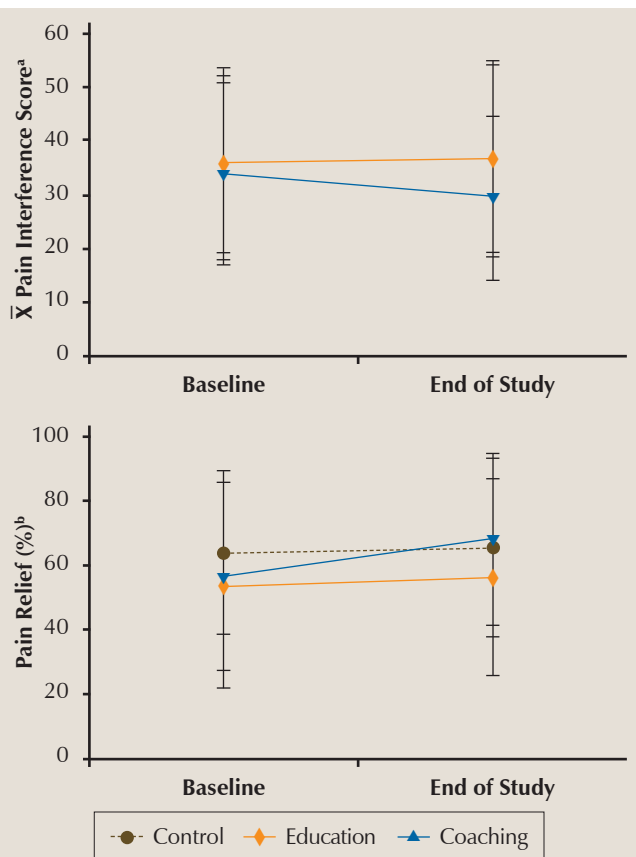 60
50
40
30
20
10
0
X̅ Pain Interference Scoreᵃ
Baseline End of Study
100
80
60
40
20
0
Pain Relief (%)ᵇ
Baseline End of Study
Control Education Coaching